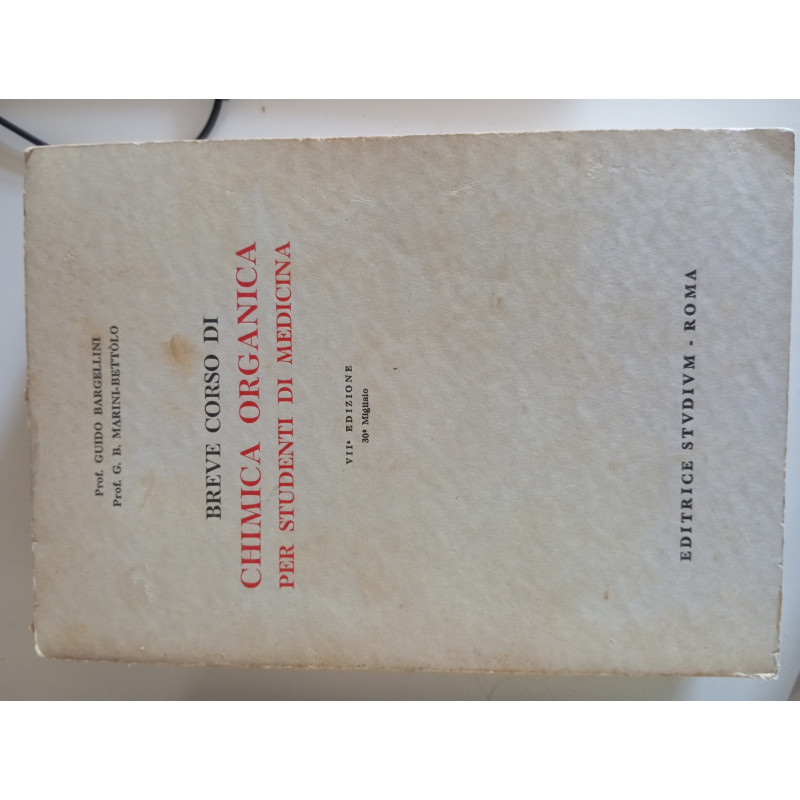 Prof. GUIDO BARGELLINI
Prof. G. B. MARINI-BETTÒLO
BREVE CORSO DI
CHIMICA ORGANICA
PER STUDENTI DI MEDICINA
VIIª EDIZIONE
30ª Migliaio
EDITRICE STVDIVM - ROMA